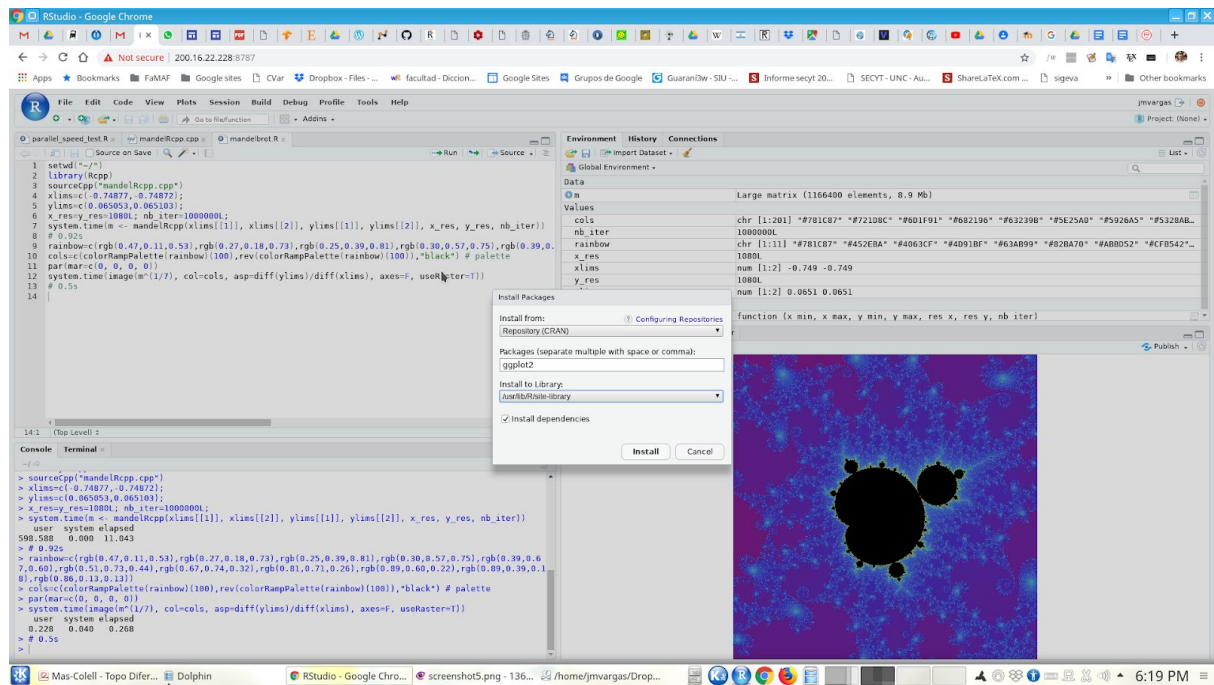 RStudio - Google Chrome
Not secure | 200.16.22.228:8787
Apps Bookmarks FaMAF Google sites CVar Dropbox - Files - ... facultad - Diccion... Google Sites Grupos de Google Guaraní3w - SIU -... Informe secyt 20... SECYT - UNC - Au... ShareLaTeX.com ... sigeva » Other bookmarks
File Edit Code View Plots Session Build Debug Profile Tools Help
jmvargas
Go to file/function Addins
Project: (None)
parallel_speed_test.R mandelRcpp.cpp mandelbrot.R
Source on Save Run Source
1 setwd("~/")
2 library(Rcpp)
3 sourceCpp("mandelRcpp.cpp")
4 xlims=c(-0.74877,-0.74872);
5 ylims=c(0.065053,0.065103);
6 x_res=y_res=1080L; nb_iter=1000000L;
7 system.time(m <- mandelRcpp(xlims[[1]], xlims[[2]], ylims[[1]], ylims[[2]], x_res, y_res, nb_iter))
8 # 0.92s
9 rainbow=c(rgb(0.47,0.11,0.53),rgb(0.27,0.18,0.73),rgb(0.25,0.39,0.81),rgb(0.30,0.57,0.75),rgb(0.39,0.
10 cols=c(colorRampPalette(rainbow)(100),rev(colorRampPalette(rainbow)(100)),"black") # palette
11 par(mar=c(0, 0, 0, 0))
12 system.time(image(m^(1/7), col=cols, asp=diff(ylims)/diff(xlims), axes=F, useRaster=T))
13 # 0.5s
14
14:1 (Top Level)
Environment History Connections
Import Dataset List
Global Environment
Data
m Large matrix (1166400 elements, 8.9 Mb)
Values
cols chr [1:201] "#781C87" "#721D8C" "#6D1F91" "#682196" "#63239B" "#5E25A0" "#5926A5" "#5328AB...
nb_iter 1000000L
rainbow chr [1:11] "#781C87" "#452EBA" "#4063CF" "#4D91BF" "#63AB99" "#82BA70" "#ABBD52" "#CFB542"...
x_res 1080L
xlims num [1:2] -0.749 -0.749
y_res 1080L
num [1:2] 0.0651 0.0651
function (x_min, x_max, y_min, y_max, res_x, res_y, nb_iter)
Publish
Install Packages
Install from: Configuring Repositories
Repository (CRAN)
Packages (separate multiple with space or comma):
ggplot2
Install to Library:
/usr/lib/R/site-library
Install dependencies
Install Cancel
Console Terminal
~/
> sourceCpp("mandelRcpp.cpp")
> xlims=c(-0.74877,-0.74872);
> ylims=c(0.065053,0.065103);
> x_res=y_res=1080L; nb_iter=1000000L;
> system.time(m <- mandelRcpp(xlims[[1]], xlims[[2]], ylims[[1]], ylims[[2]], x_res, y_res, nb_iter))
user system elapsed
598.588 0.000 11.043
> # 0.92s
> rainbow=c(rgb(0.47,0.11,0.53),rgb(0.27,0.18,0.73),rgb(0.25,0.39,0.81),rgb(0.30,0.57,0.75),rgb(0.39,0.6
7,0.60),rgb(0.51,0.73,0.44),rgb(0.67,0.74,0.32),rgb(0.81,0.71,0.26),rgb(0.89,0.60,0.22),rgb(0.89,0.39,0.1
8),rgb(0.86,0.13,0.13))
> cols=c(colorRampPalette(rainbow)(100),rev(colorRampPalette(rainbow)(100)),"black") # palette
> par(mar=c(0, 0, 0, 0))
> system.time(image(m^(1/7), col=cols, asp=diff(ylims)/diff(xlims), axes=F, useRaster=T))
user system elapsed
0.228 0.040 0.268
> # 0.5s
>
Mas-Colell - Topo Difer... Dolphin RStudio - Google Chro... screenshot5.png - 136... /home/jmvargas/Drop... 6:19 PM